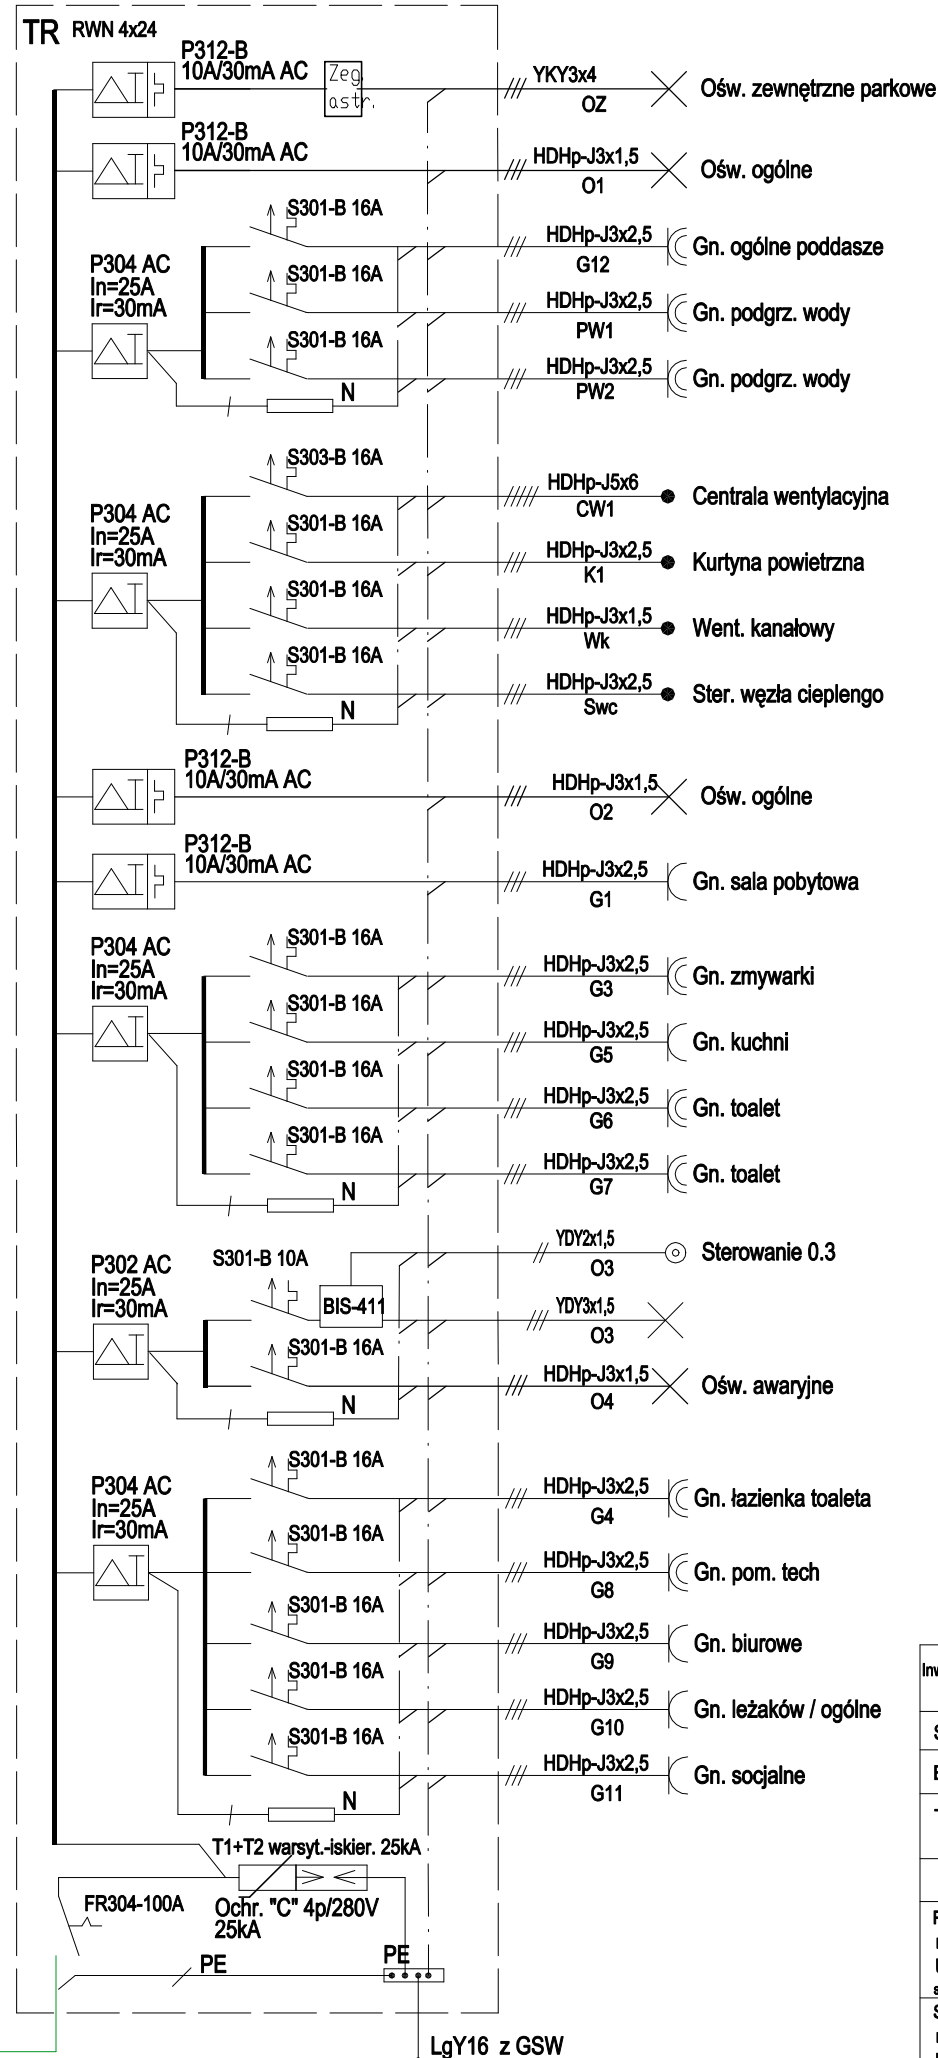 TR RWN 4x24
P312-B
10A/30mA AC
Zeg.
astr.
YKY3x4
OZ
Ośw. zewnętrzne parkowe
P312-B
10A/30mA AC
HDHp-J3x1,5
O1
Ośw. ogólne
P304 AC
In=25A
Ir=30mA
S301-B 16A
HDHp-J3x2,5
G12
Gn. ogólne poddasze
S301-B 16A
HDHp-J3x2,5
PW1
Gn. podgrz. wody
S301-B 16A
HDHp-J3x2,5
PW2
Gn. podgrz. wody
N
P304 AC
In=25A
Ir=30mA
S303-B 16A
HDHp-J5x6
CW1
Centrala wentylacyjna
S301-B 16A
HDHp-J3x2,5
K1
Kurtyna powietrzna
S301-B 16A
HDHp-J3x1,5
Wk
Went. kanałowy
S301-B 16A
HDHp-J3x2,5
Swc
Ster. węzła cieplengo
N
P312-B
10A/30mA AC
HDHp-J3x1,5
O2
Ośw. ogólne
P312-B
10A/30mA AC
HDHp-J3x2,5
G1
Gn. sala pobytowa
P304 AC
In=25A
Ir=30mA
S301-B 16A
HDHp-J3x2,5
G3
Gn. zmywarki
S301-B 16A
HDHp-J3x2,5
G5
Gn. kuchni
S301-B 16A
HDHp-J3x2,5
G6
Gn. toalet
S301-B 16A
HDHp-J3x2,5
G7
Gn. toalet
N
P302 AC
In=25A
Ir=30mA
S301-B 10A
BIS-411
YDY2x1,5
O3
Sterowanie 0.3
YDY3x1,5
O3
S301-B 16A
HDHp-J3x1,5
O4
Ośw. awaryjne
N
P304 AC
In=25A
Ir=30mA
S301-B 16A
HDHp-J3x2,5
G4
Gn. łazienka toaleta
S301-B 16A
HDHp-J3x2,5
G8
Gn. pom. tech
S301-B 16A
HDHp-J3x2,5
G9
Gn. biurowe
S301-B 16A
HDHp-J3x2,5
G10
Gn. leżaków / ogólne
S301-B 16A
HDHp-J3x2,5
G11
Gn. socjalne
N
T1+T2 warsyt.-iskier. 25kA
FR304-100A
Ochr. "C" 4p/280V
25kA
PE
PE
LgY16 z GSW